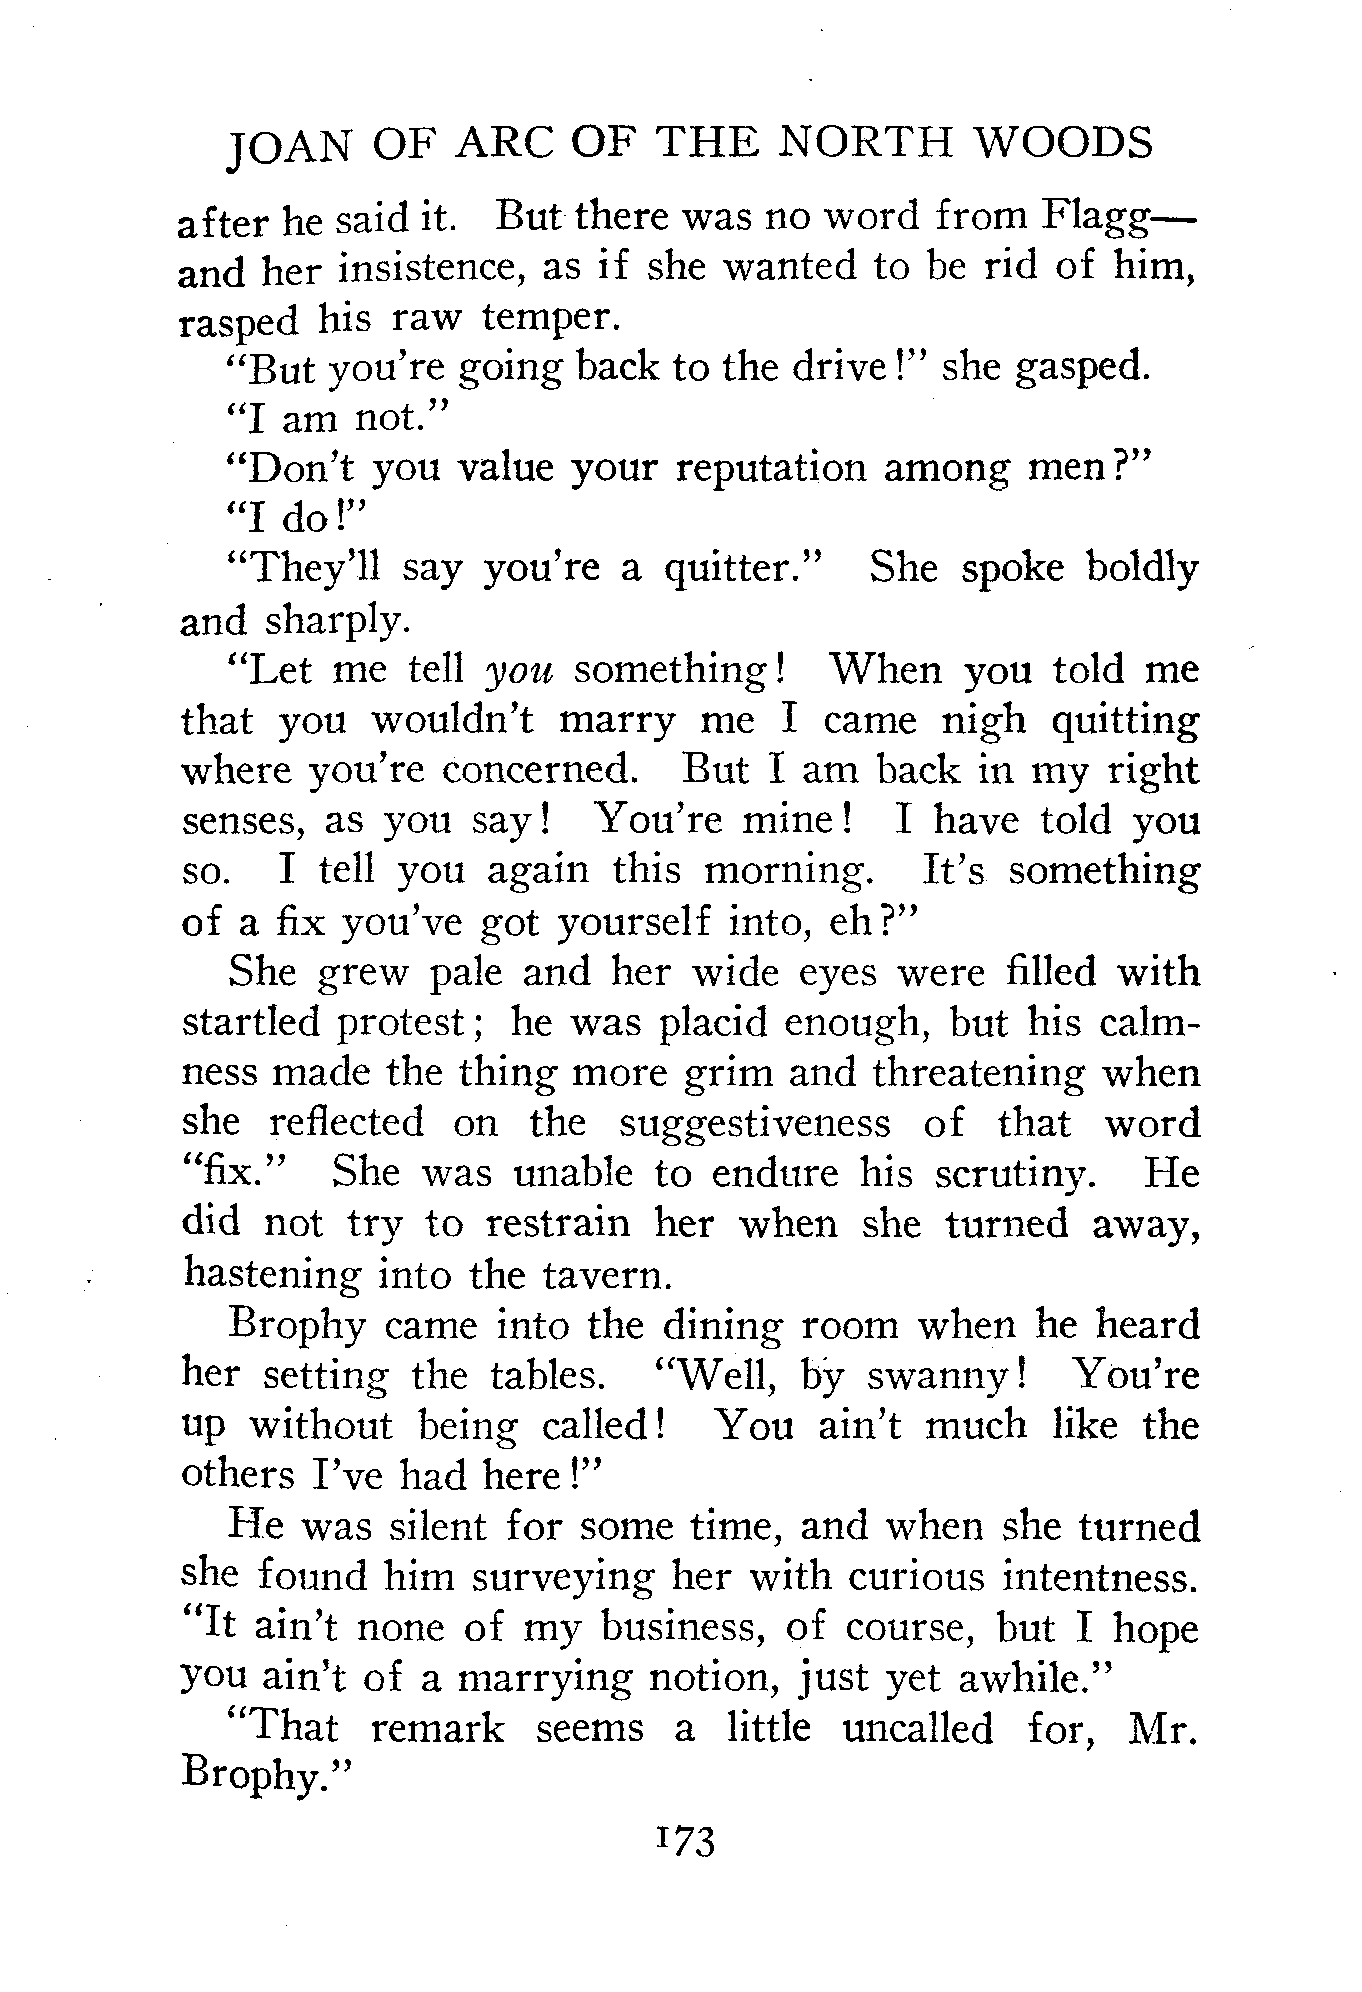 JOAN OF ARC OF THE NORTH WOODS
after he said it. But there was no word from Flagg—
and her insistence, as if she wanted to be rid of him,
rasped his raw temper.
“But you’re going back to the drive!” she gasped.
“I am not.”
“Don’t you value your reputation among men?”
“I do!”
“They’ll say you’re a quitter.” She spoke boldly
and sharply.
“Let me tell you something! When you told me
that you wouldn’t marry me I came nigh quitting
where you’re concerned. But I am back in my right
senses, as you say! You’re mine! I have told you
so. I tell you again this morning. It’s something
of a fix you’ve got yourself into, eh?”
She grew pale and her wide eyes were filled with
startled protest; he was placid enough, but his calm-
ness made the thing more grim and threatening when
she reflected on the suggestiveness of that word
“fix.” She was unable to endure his scrutiny. He
did not try to restrain her when she turned away,
hastening into the tavern.
Brophy came into the dining room when he heard
her setting the tables. “Well, by swanny! You’re
up without being called! You ain’t much like the
others I’ve had here!”
He was silent for some time, and when she turned
she found him surveying her with curious intentness.
“It ain’t none of my business, of course, but I hope
you ain’t of a marrying notion, just yet awhile.”
“That remark seems a little uncalled for, Mr.
Brophy.”
173